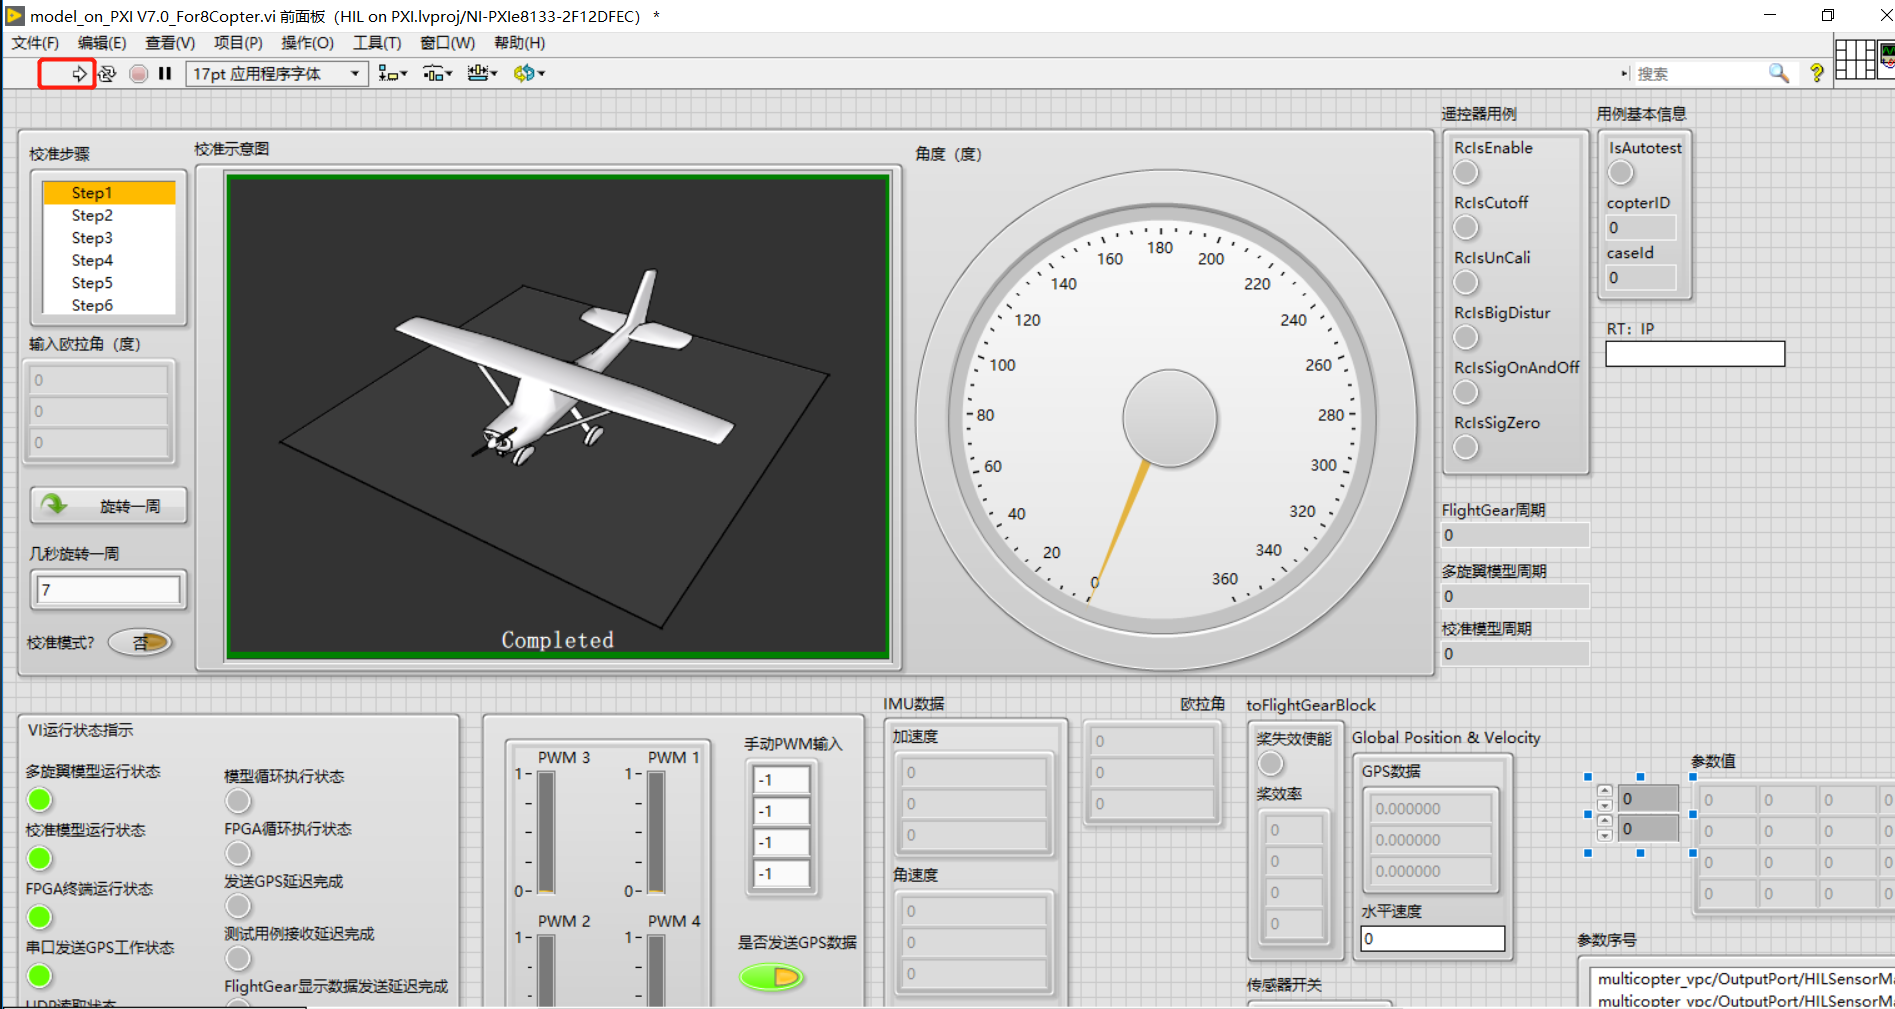 model_on_PXI V7.0_For8Copter.vi 前面板（HIL on PXI.lvproj/NI-PXIe8133-2F12DFEC） *
文件(F) 编辑(E) 查看(V) 项目(P) 操作(O) 工具(T) 窗口(W) 帮助(H)
17pt 应用程序字体
搜索
校准步骤
Step1
Step2
Step3
Step4
Step5
Step6
输入欧拉角（度）
0
0
0
旋转一周
几秒旋转一周
7
校准模式?
否
校准示意图
Completed
角度（度）
0
20
40
60
80
100
120
140
160
180
200
220
240
260
280
300
320
340
360
遥控器用例
RcIsEnable
RcIsCutoff
RcIsUnCali
RcIsBigDistur
RcIsSigOnAndOff
RcIsSigZero
用例基本信息
IsAutotest
copterID
0
caseId
0
RT：IP
FlightGear周期
0
多旋翼模型周期
0
校准模型周期
0
VI运行状态指示
多旋翼模型运行状态
校准模型运行状态
FPGA终端运行状态
串口发送GPS工作状态
UDP读取状态
模型循环执行状态
FPGA循环执行状态
发送GPS延迟完成
测试用例接收延迟完成
FlightGear显示数据发送延迟完成
PWM 3
1
0
PWM 1
1
0
PWM 2
1
PWM 4
1
手动PWM输入
-1
-1
-1
-1
是否发送GPS数据
IMU数据
加速度
0
0
0
角速度
0
0
0
欧拉角
0
0
0
toFlightGearBlock
桨失效使能
桨效率
0
0
0
0
Global Position & Velocity
GPS数据
0.000000
0.000000
0.000000
水平速度
0
传感器开关
参数值
0
0
0 0 0 0
0 0 0 0
0 0 0 0
0 0 0 0
参数序号
multicopter_vpc/OutputPort/HILSensorMa
multicopter_vpc/OutputPort/HILSensorMa